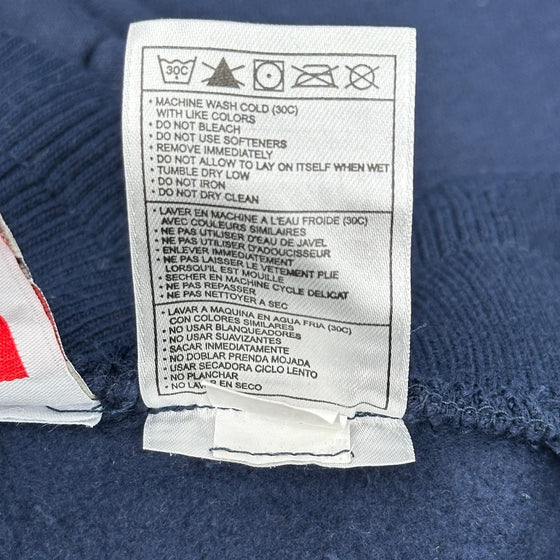 30C
• MACHINE WASH COLD (30C)
WITH LIKE COLORS
• DO NOT BLEACH
• DO NOT USE SOFTENERS
REMOVE IMMEDIATELY
• DO NOT ALLOW TO LAY ON ITSELF WHEN WET
• TUMBLE DRY LOW
• DO NOT IRON
• DO NOT DRY CLEAN
• LAVER EN MACHINE A L'EAU FROIDE (30C)
AVEC COULEURS SIMILAIRES
• NE PAS UTILISER D'EAU DE JAVEL
• NE PAS UTILISER D'ADOUCISSEUR
ENLEVER IMMEDIATEMENT
• NE PAS LAISSER LE VETEMENT PLIE
LORSQU'IL EST MOUILLE
• SECHER EN MACHINE CYCLE DELICAT
• NE PAS REPASSER
• NE PAS NETTOYER A SEC
• LAVAR A MAQUINA EN AGUA FRIA (30C)
CON COLORES SIMILARES
• NO USAR BLANQUEADORES
• NO USAR SUAVIZANTES
SACAR INMEDIATAMENTE
• NO DOBLAR PRENDA MOJADA
• USAR SECADORA CICLO LENTO
• NO PLANCHAR
• NO LAVAR EN SECO